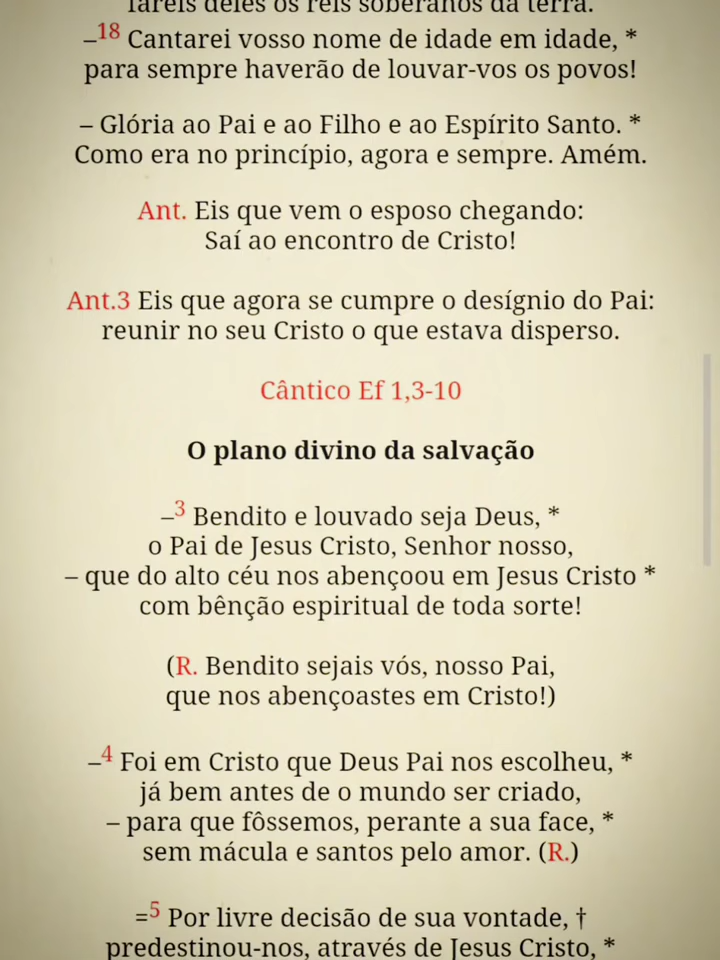 fareis deles os reis soberanos da terra.
–18 Cantarei vosso nome de idade em idade, *
para sempre haverão de louvar-vos os povos!
– Glória ao Pai e ao Filho e ao Espírito Santo. *
Como era no princípio, agora e sempre. Amém.
Ant. Eis que vem o esposo chegando:
Saí ao encontro de Cristo!
Ant.3 Eis que agora se cumpre o desígnio do Pai:
reunir no seu Cristo o que estava disperso.
Cântico Ef 1,3-10
O plano divino da salvação
–3 Bendito e louvado seja Deus, *
o Pai de Jesus Cristo, Senhor nosso,
– que do alto céu nos abençoou em Jesus Cristo *
com bênção espiritual de toda sorte!
(R. Bendito sejais vós, nosso Pai,
que nos abençoastes em Cristo!)
–4 Foi em Cristo que Deus Pai nos escolheu, *
já bem antes de o mundo ser criado,
– para que fôssemos, perante a sua face, *
sem mácula e santos pelo amor. (R.)
=5 Por livre decisão de sua vontade, †
predestinou-nos, através de Jesus Cristo, *